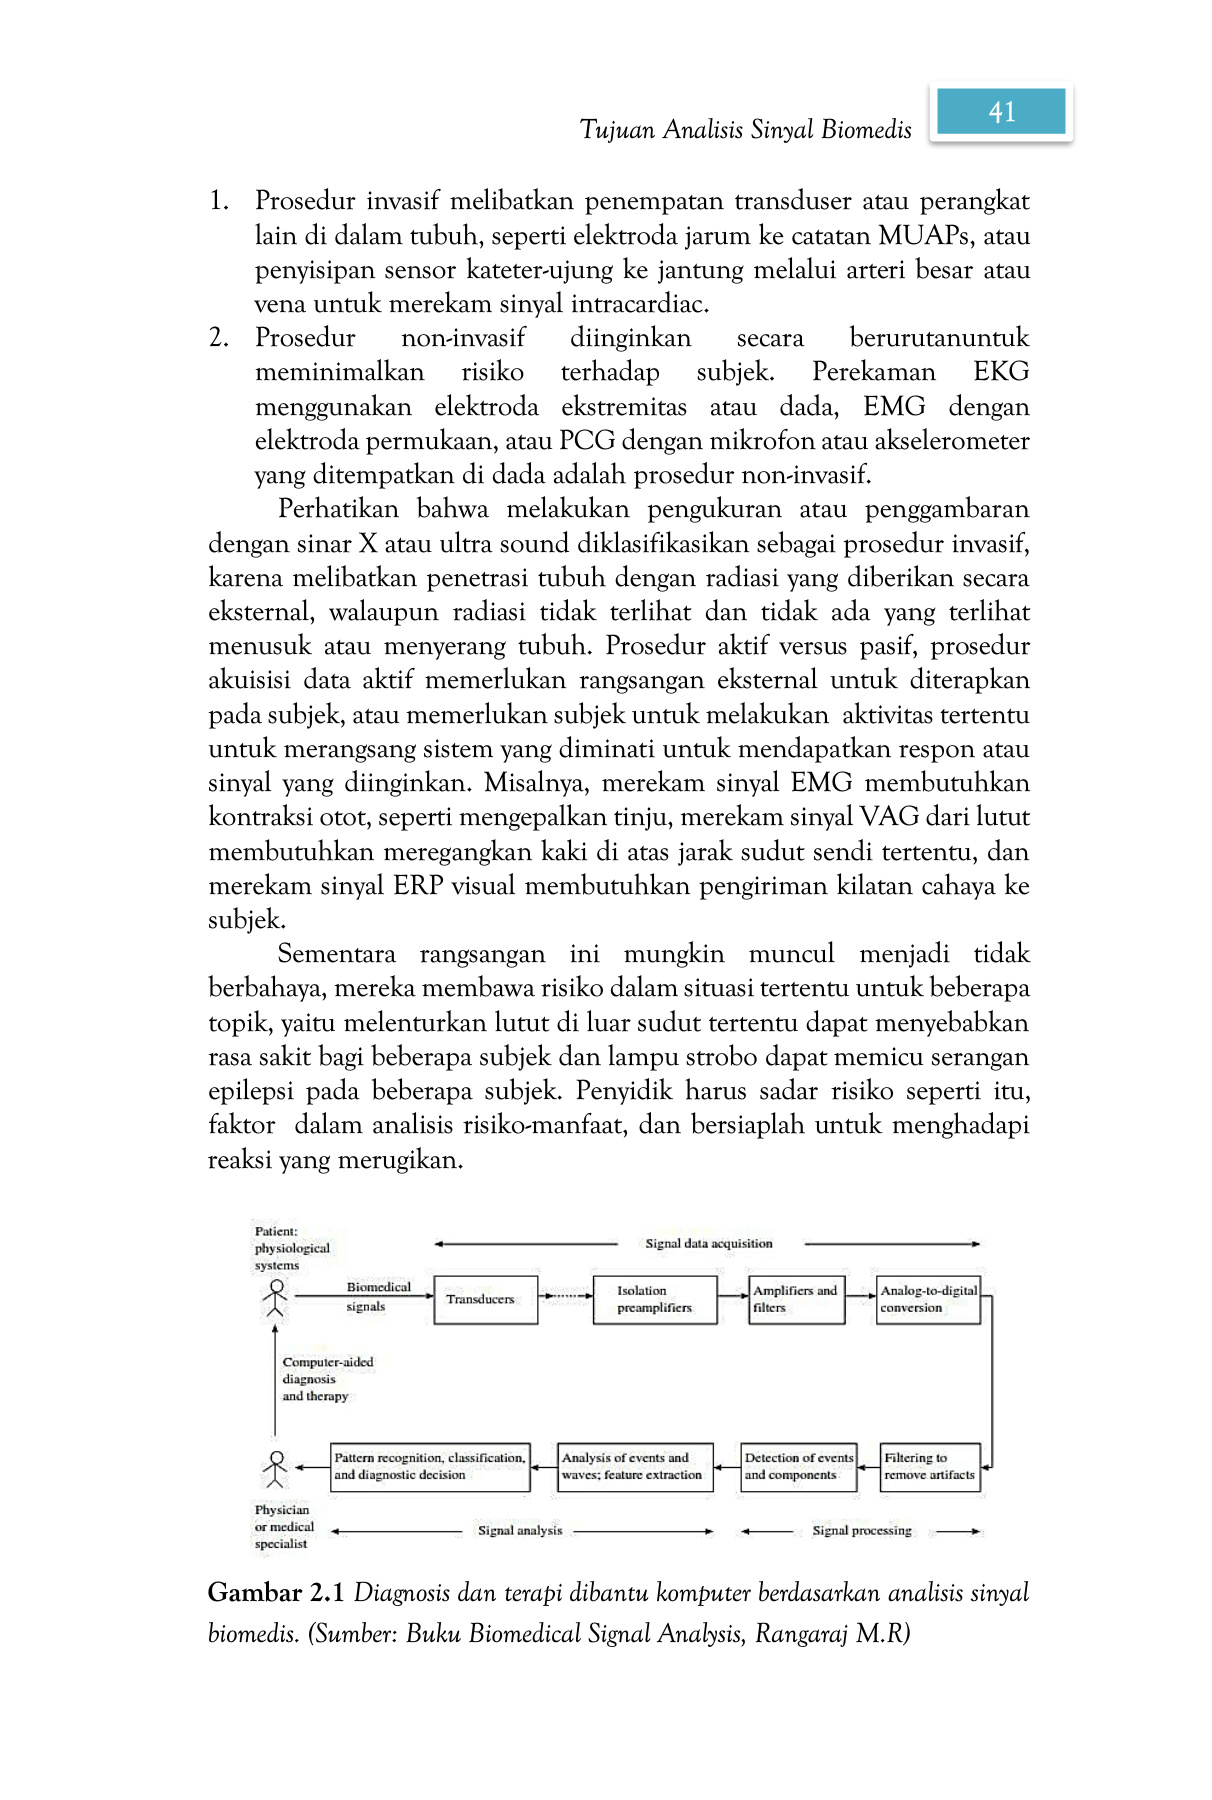 Tujuan Analisis Sinyal Biomedis
41
1. Prosedur invasif melibatkan penempatan transduser atau perangkat
lain di dalam tubuh, seperti elektroda jarum ke catatan MUAPs, atau
penyisipan sensor kateter-ujung ke jantung melalui arteri besar atau
vena untuk merekam sinyal intracardiac.
2. Prosedur non-invasif diinginkan secara berurutanuntuk
meminimalkan risiko terhadap subjek. Perekaman EKG
menggunakan elektroda ekstremitas atau dada, EMG dengan
elektroda permukaan, atau PCG dengan mikrofon atau akselerometer
yang ditempatkan di dada adalah prosedur non-invasif.
Perhatikan bahwa melakukan pengukuran atau penggambaran
dengan sinar X atau ultra sound diklasifikasikan sebagai prosedur invasif,
karena melibatkan penetrasi tubuh dengan radiasi yang diberikan secara
eksternal, walaupun radiasi tidak terlihat dan tidak ada yang terlihat
menusuk atau menyerang tubuh. Prosedur aktif versus pasif, prosedur
akuisisi data aktif memerlukan rangsangan eksternal untuk diterapkan
pada subjek, atau memerlukan subjek untuk melakukan aktivitas tertentu
untuk merangsang sistem yang diminati untuk mendapatkan respon atau
sinyal yang diinginkan. Misalnya, merekam sinyal EMG membutuhkan
kontraksi otot, seperti mengepalkan tinju, merekam sinyal VAG dari lutut
membutuhkan meregangkan kaki di atas jarak sudut sendi tertentu, dan
merekam sinyal ERP visual membutuhkan pengiriman kilatan cahaya ke
subjek.
Sementara rangsangan ini mungkin muncul menjadi tidak
berbahaya, mereka membawa risiko dalam situasi tertentu untuk beberapa
topik, yaitu melenturkan lutut di luar sudut tertentu dapat menyebabkan
rasa sakit bagi beberapa subjek dan lampu strobo dapat memicu serangan
epilepsi pada beberapa subjek. Penyidik harus sadar risiko seperti itu,
faktor dalam analisis risiko-manfaat, dan bersiaplah untuk menghadapi
reaksi yang merugikan.
Patient:
physiological
systems
Signal data acquisition
Biomedical
signals
Transducers
Isolation
preamplifiers
Amplifiers and
filters
Analog-to-digital
conversion
Computer-aided
diagnosis
and therapy
Pattern recognition, classification,
and diagnostic decision
Analysis of events and
waves; feature extraction
Detection of events
and components
Filtering to
remove artifacts
Physician
or medical
specialist
Signal analysis
Signal processing
Gambar 2.1 Diagnosis dan terapi dibantu komputer berdasarkan analisis sinyal
biomedis. (Sumber: Buku Biomedical Signal Analysis, Rangaraj M.R)